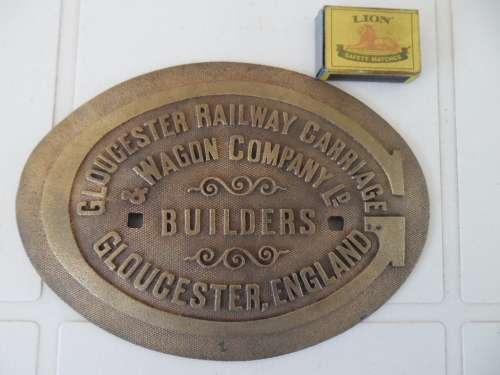 LION
SAFETY MATCHES
GLOUCESTER RAILWAY CARRIAGE
& WAGON COMPANY LD.
BUILDERS
GLOUCESTER, ENGLAND